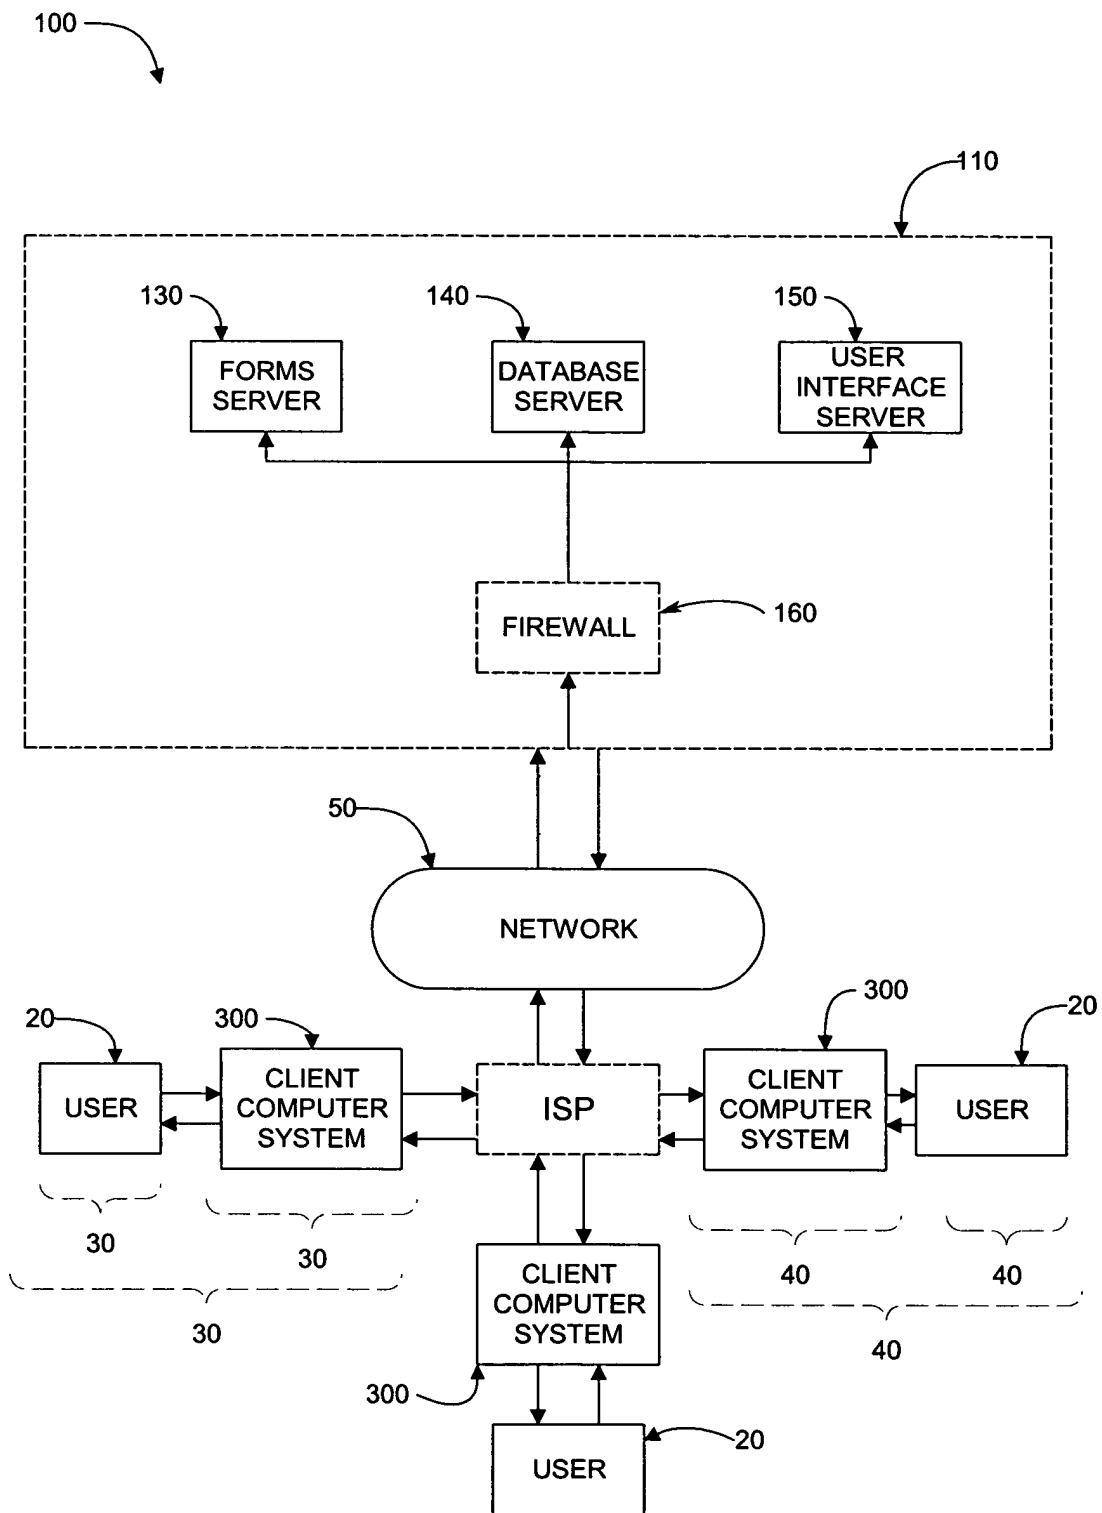 100
110
130
140
150
FORMS
SERVER
DATABASE
SERVER
USER
INTERFACE
SERVER
FIREWALL
160
50
NETWORK
20
300
300
20
USER
CLIENT
COMPUTER
SYSTEM
ISP
CLIENT
COMPUTER
SYSTEM
USER
30
30
30
40
40
40
CLIENT
COMPUTER
SYSTEM
300
USER
20